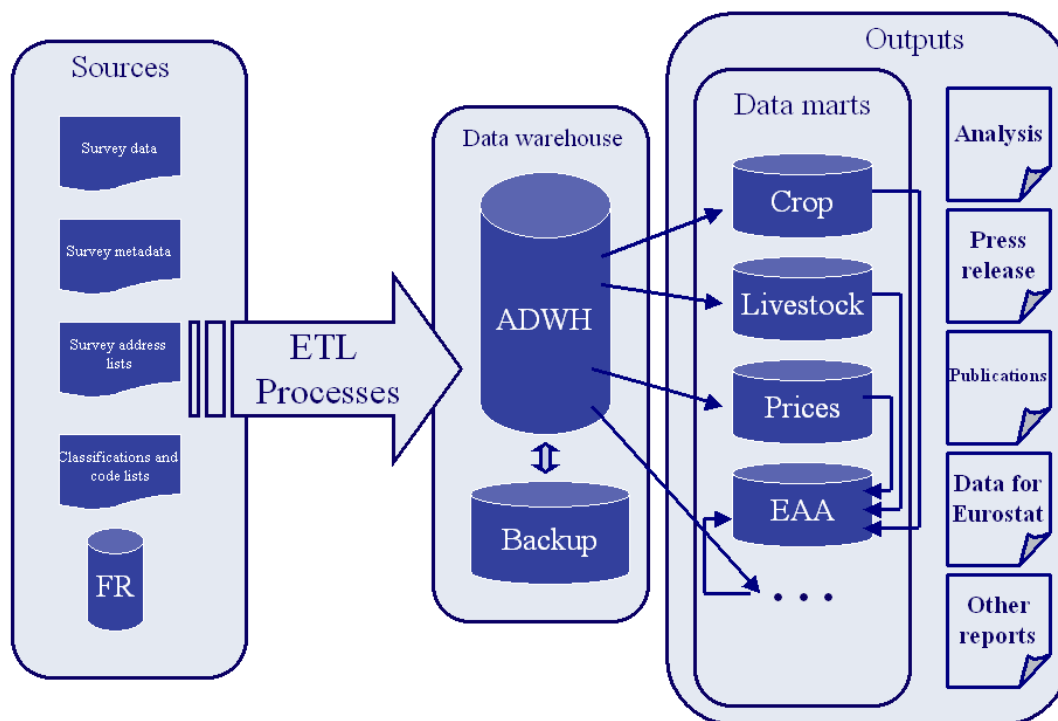 Sources
Survey data
Survey metadata
Survey address
lists
Classifications and
code lists
FR
ETL
Processes
Data warehouse
ADWH
Backup
Outputs
Data marts
Crop
Livestock
Prices
EAA
. . .
Analysis
Press
release
Publications
Data for
Eurostat
Other
reports